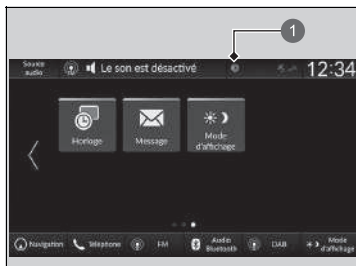 1
Source
audio
Le son est désactivé
12:34
Horloge
Message
Mode
d'affichage
Navigation
Téléphone
FM
Audio
Bluetooth
DAB
Mode
d'affichage